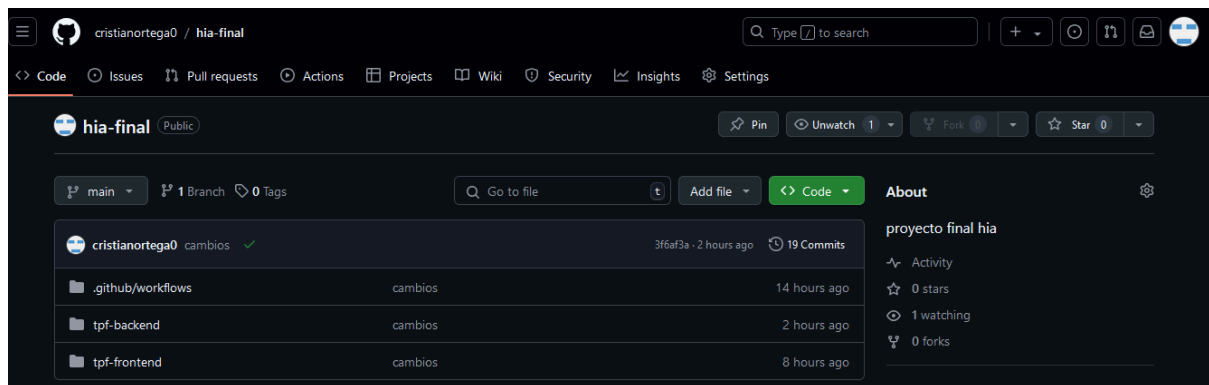 cristianortega0 / hia-final
Type / to search
Code Issues Pull requests Actions Projects Wiki Security Insights Settings
hia-final Public
Pin Unwatch 1 Fork 0 Star 0
main 1 Branch 0 Tags
Go to file t Add file Code
About
proyecto final hia
cristianortega0 cambios 3f6af3a · 2 hours ago 19 Commits
Activity
.github/workflows cambios 14 hours ago
0 stars
tpf-backend cambios 2 hours ago
1 watching
0 forks
tpf-frontend cambios 8 hours ago